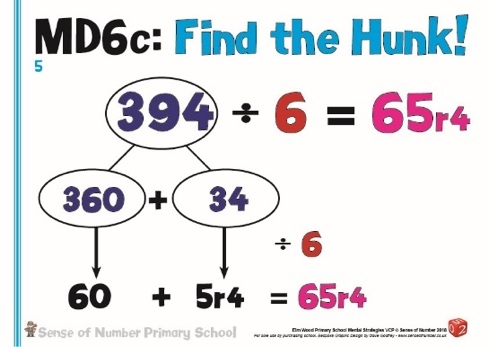 MD6c: Find the Hunk!
5
394 ÷ 6 = 65r4
360 + 34
÷ 6
60 + 5r4 = 65r4
Sense of Number Primary School
Elm Wood Primary School Mental Strategies VCP © Sense of Number 2018
For sole use by purchasing school. Bespoke Graphic Design by Dave Godfrey - www.senseofnumber.co.uk